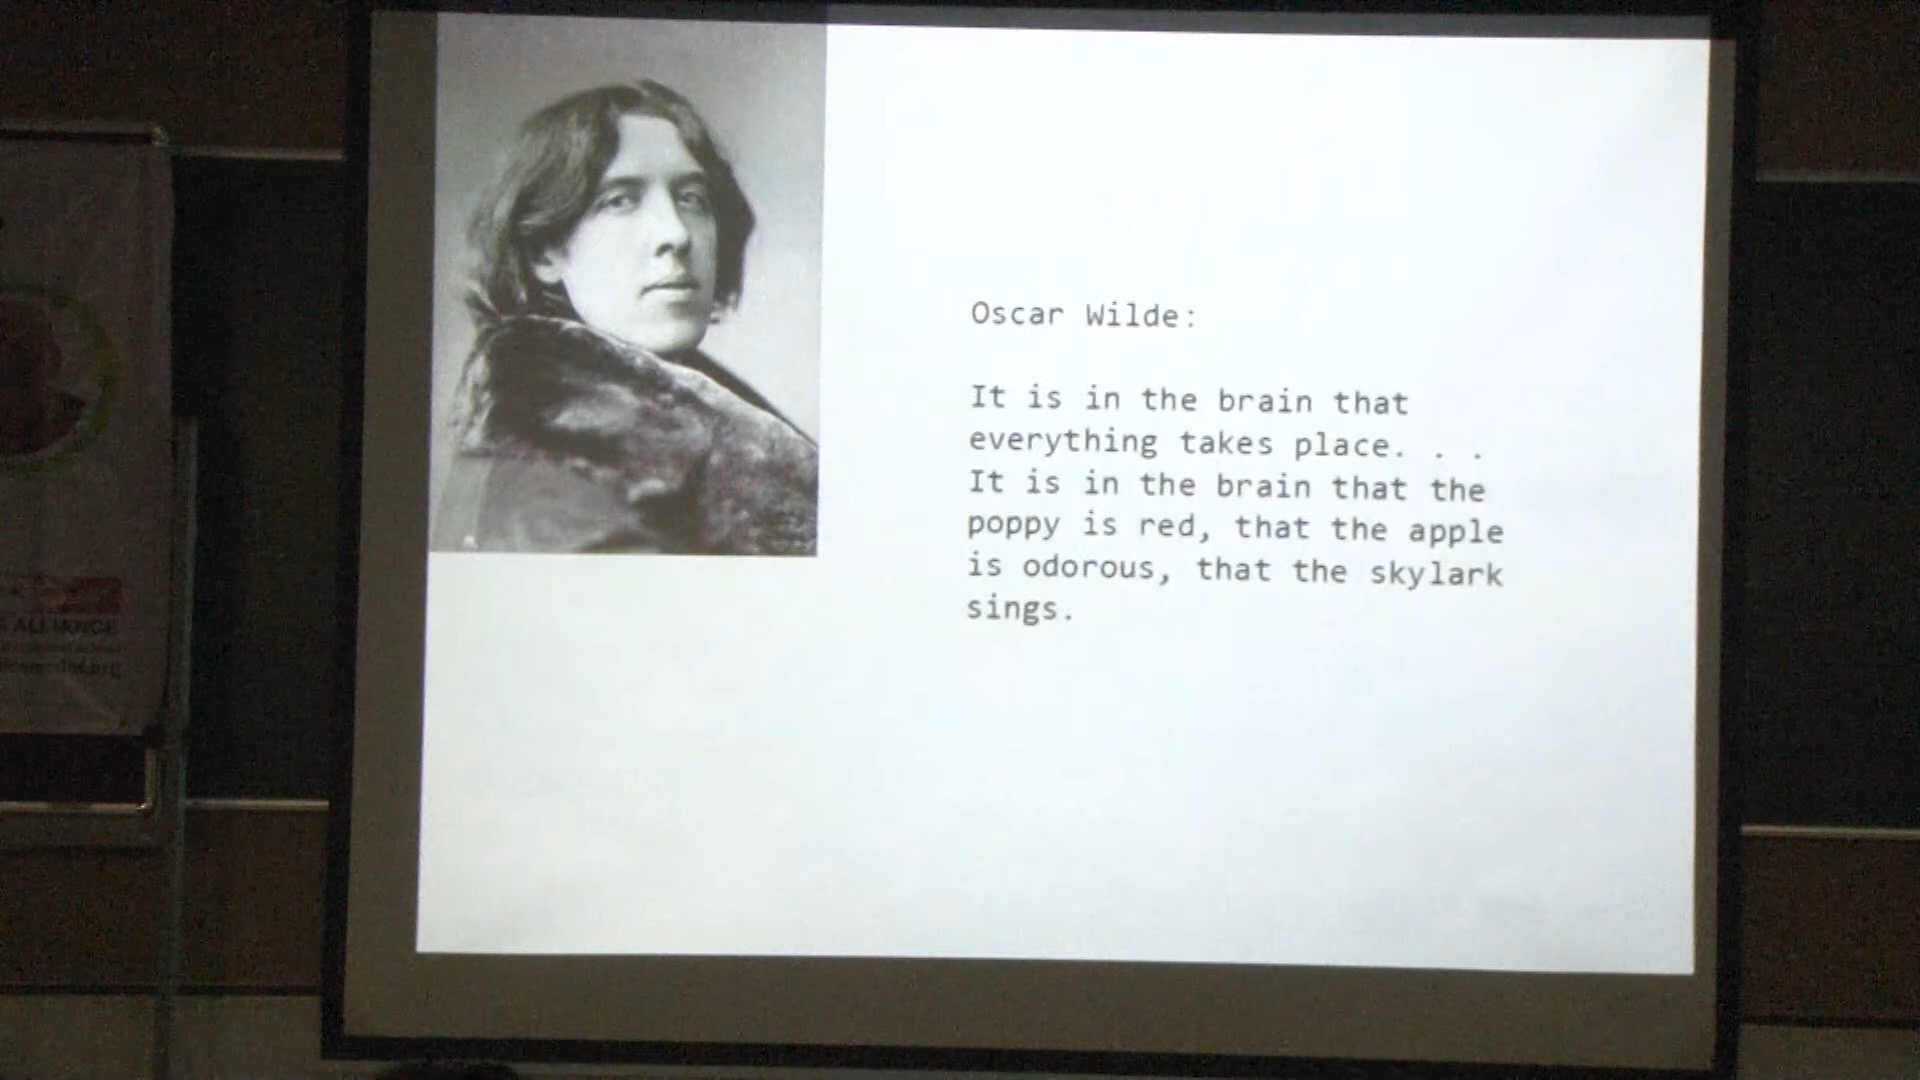 Oscar Wilde:
It is in the brain that
everything takes place. . .
It is in the brain that the
poppy is red, that the apple
is odorous, that the skylark
sings.
ALLIANCE